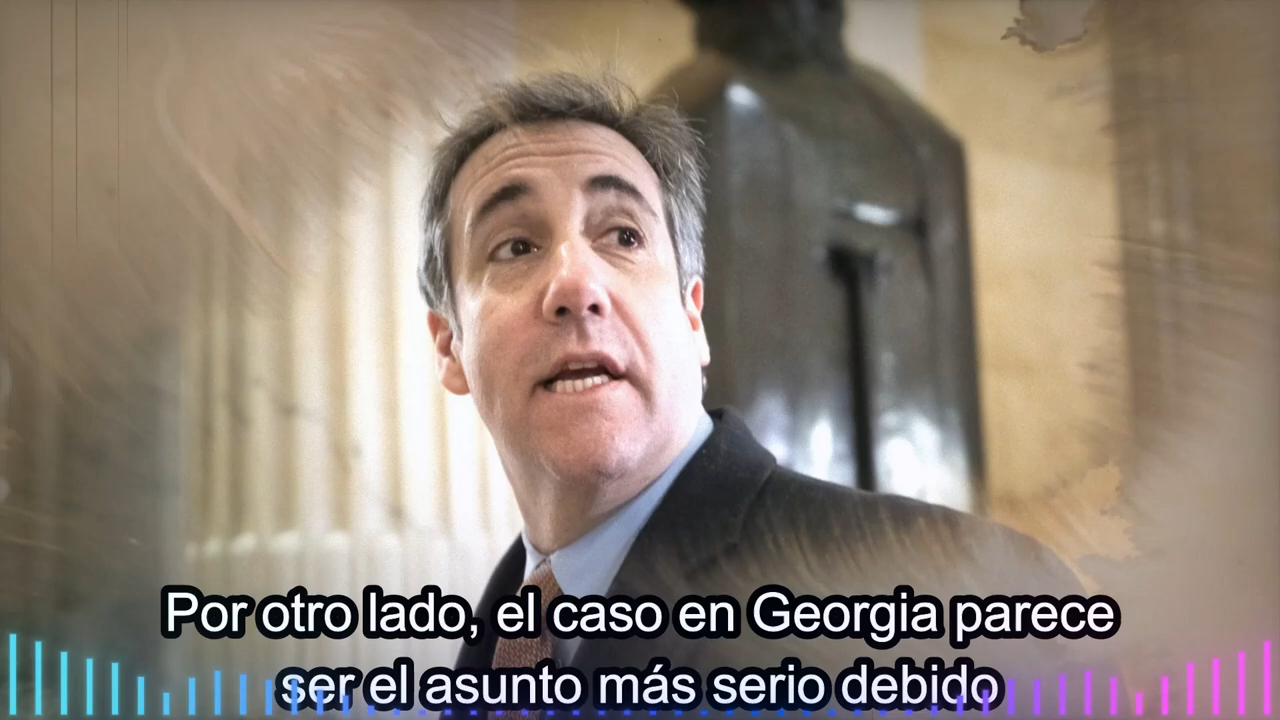 Por otro lado, el caso en Georgia parece
ser el asunto más serio debido